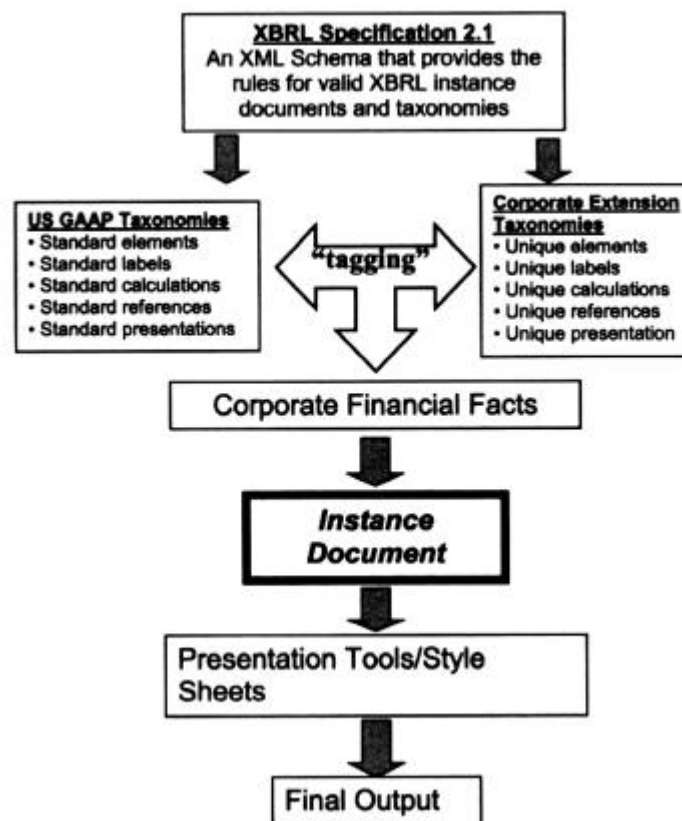 XBRL Specification 2.1
An XML Schema that provides the
rules for valid XBRL instance
documents and taxonomies
US GAAP Taxonomies
• Standard elements
• Standard labels
• Standard calculations
• Standard references
• Standard presentations
"tagging"
Corporate Extension
Taxonomies
• Unique elements
• Unique labels
• Unique calculations
• Unique references
• Unique presentation
Corporate Financial Facts
Instance
Document
Presentation Tools/Style
Sheets
Final Output